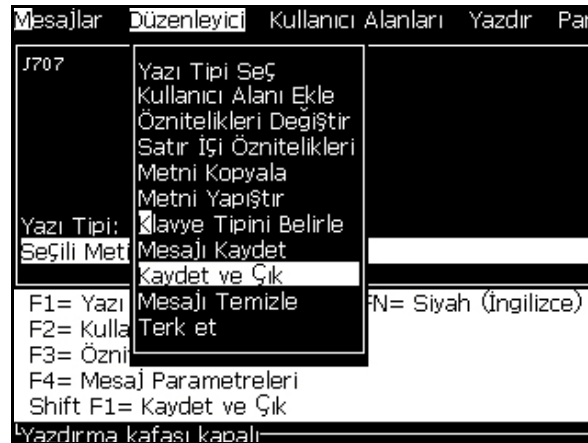 Mesajlar Düzenleyici Kullanıcı Alanları Yazdır Par
J707
Yazı Tipi Seç
Kullanıcı Alanı Ekle
Öznitelikleri Değiştir
Satır İçi Öznitelikleri
Metni Kopyala
Metni Yapıştır
Yazı Tipi: Klavye Tipini Belirle
Seçili Meti Mesajı Kaydet
Kaydet ve Çık
F1= Yazı Mesajı Temizle FN= Siyah (İngilizce)
F2= Kulla Terk et
F3= Özni
F4= Mesaj Parametreleri
Shift F1= Kaydet ve Çık
Yazdırma kafası kapalı